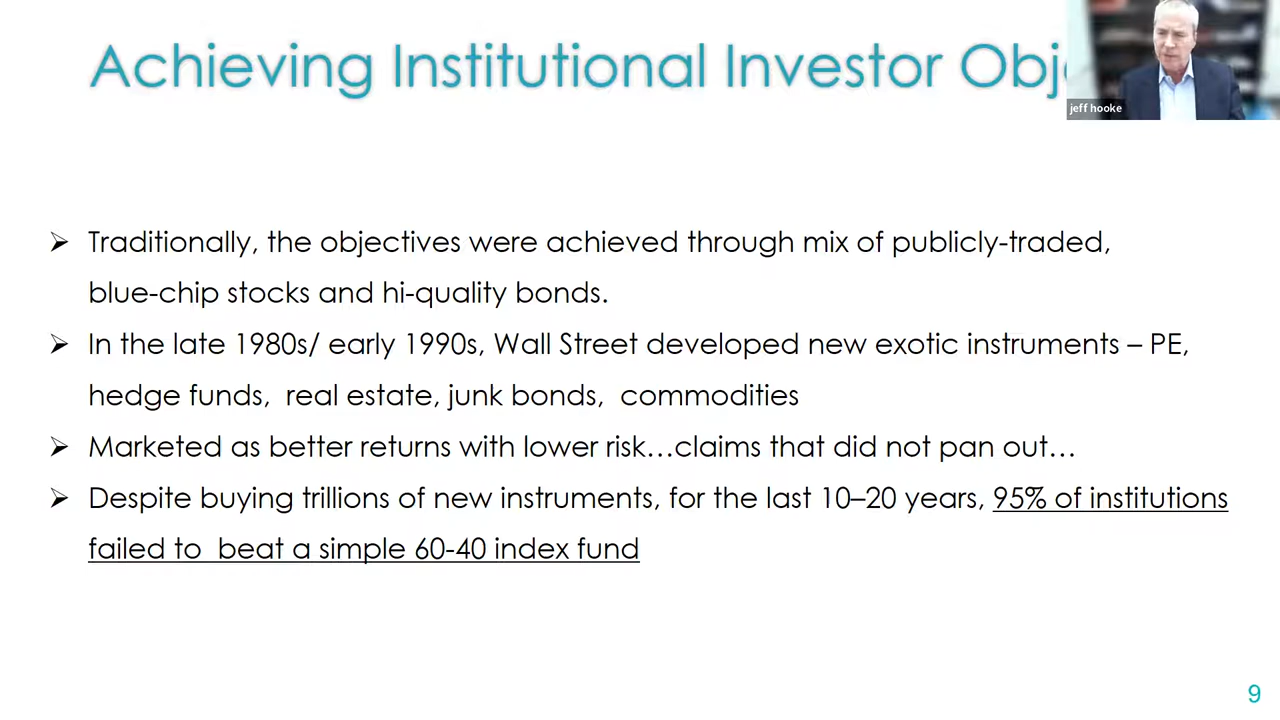 Achieving Institutional Investor Obj
jeff hooke
➢ Traditionally, the objectives were achieved through mix of publicly-traded,
blue-chip stocks and hi-quality bonds.
➢ In the late 1980s/ early 1990s, Wall Street developed new exotic instruments – PE,
hedge funds,  real estate, junk bonds,  commodities
➢ Marketed as better returns with lower risk…claims that did not pan out…
➢ Despite buying trillions of new instruments, for the last 10–20 years, 95% of institutions
failed to  beat a simple 60-40 index fund
9